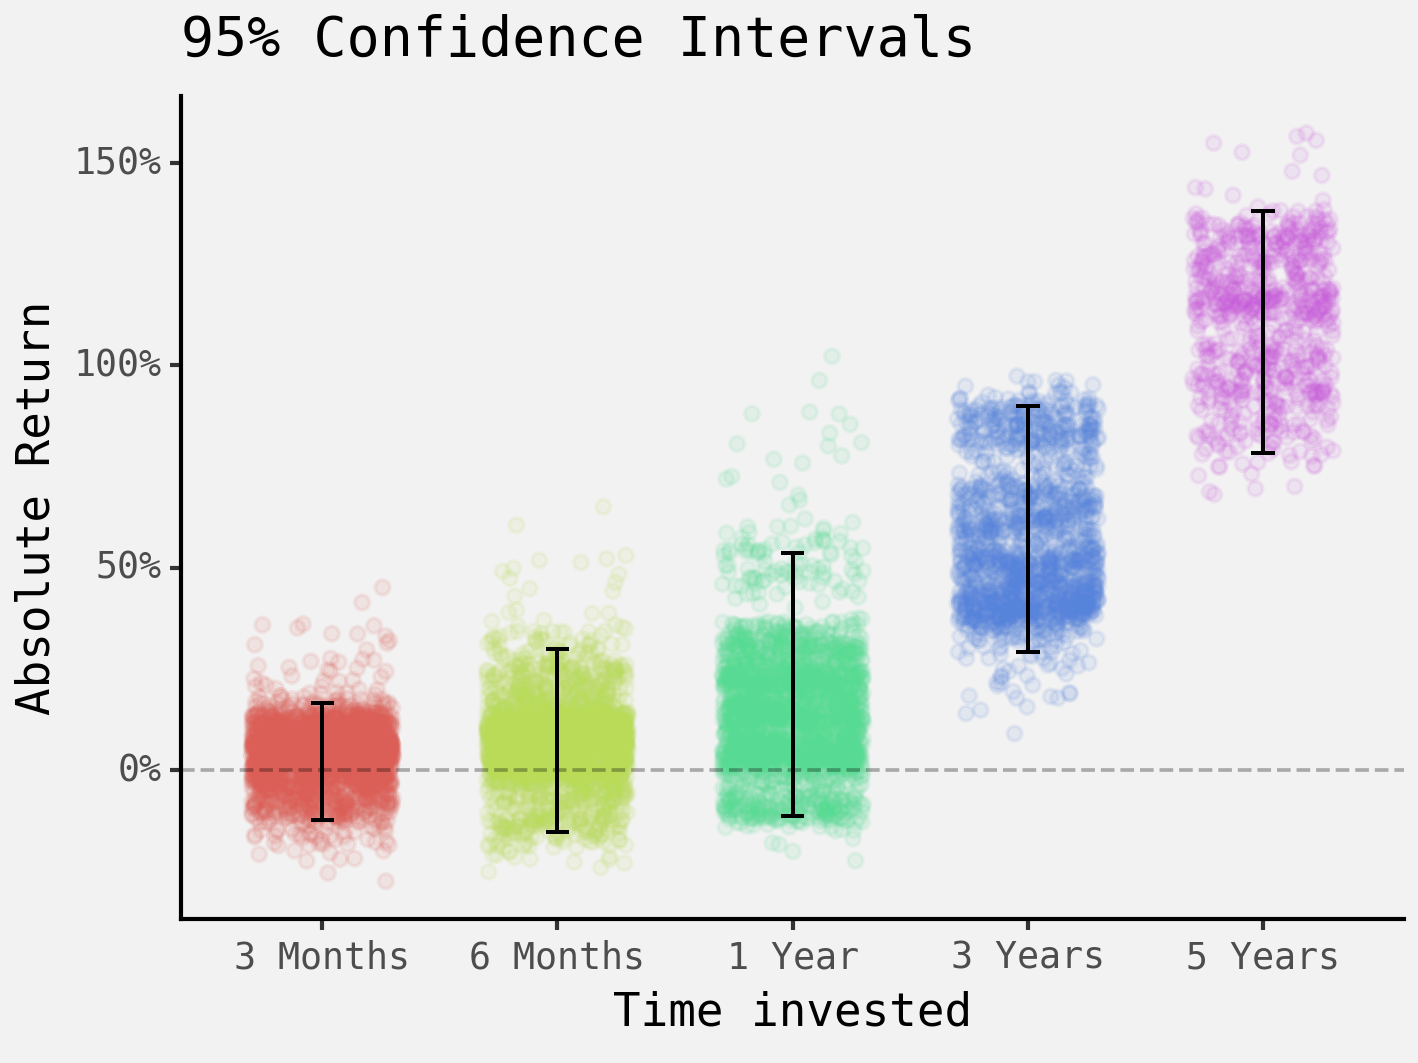 95% Confidence Intervals
Absolute Return
150%
100%
50%
0%
3 Months
6 Months
1 Year
3 Years
5 Years
Time invested